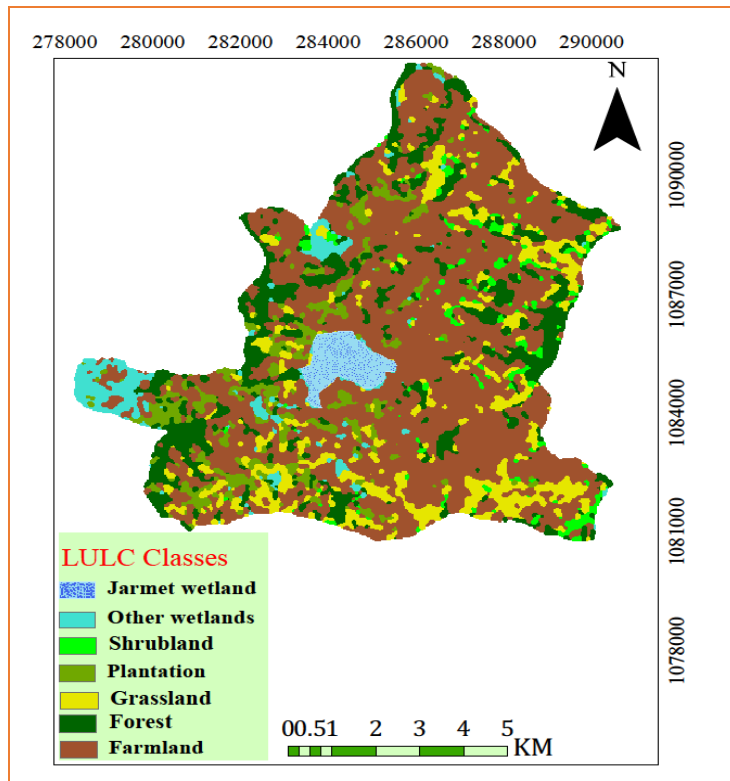 278000 280000 282000 284000 286000 288000 290000
N
1090000
1087000
1084000
1081000
1078000
LULC Classes
Jarmet wetland
Other wetlands
Shrubland
Plantation
Grassland
Forest
Farmland
00.51 2 3 4 5
KM